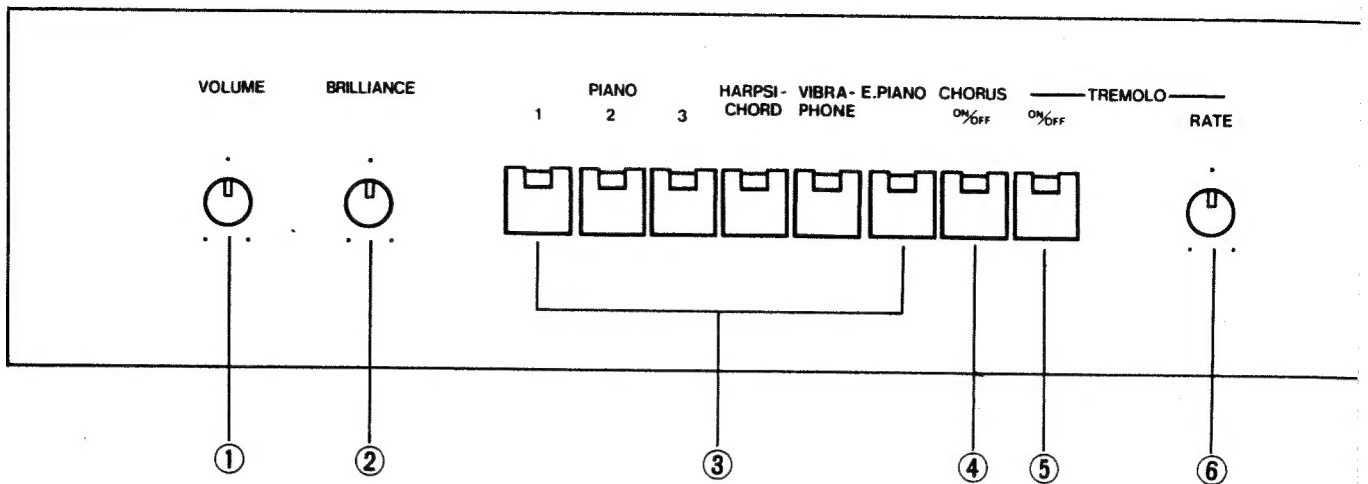 VOLUME BRILLIANCE PIANO HARPSI- VIBRA- E.PIANO CHORUS TREMOLO
1 2 3 CHORD PHONE ON/OFF ON/OFF RATE
① ② ③ ④ ⑤ ⑥